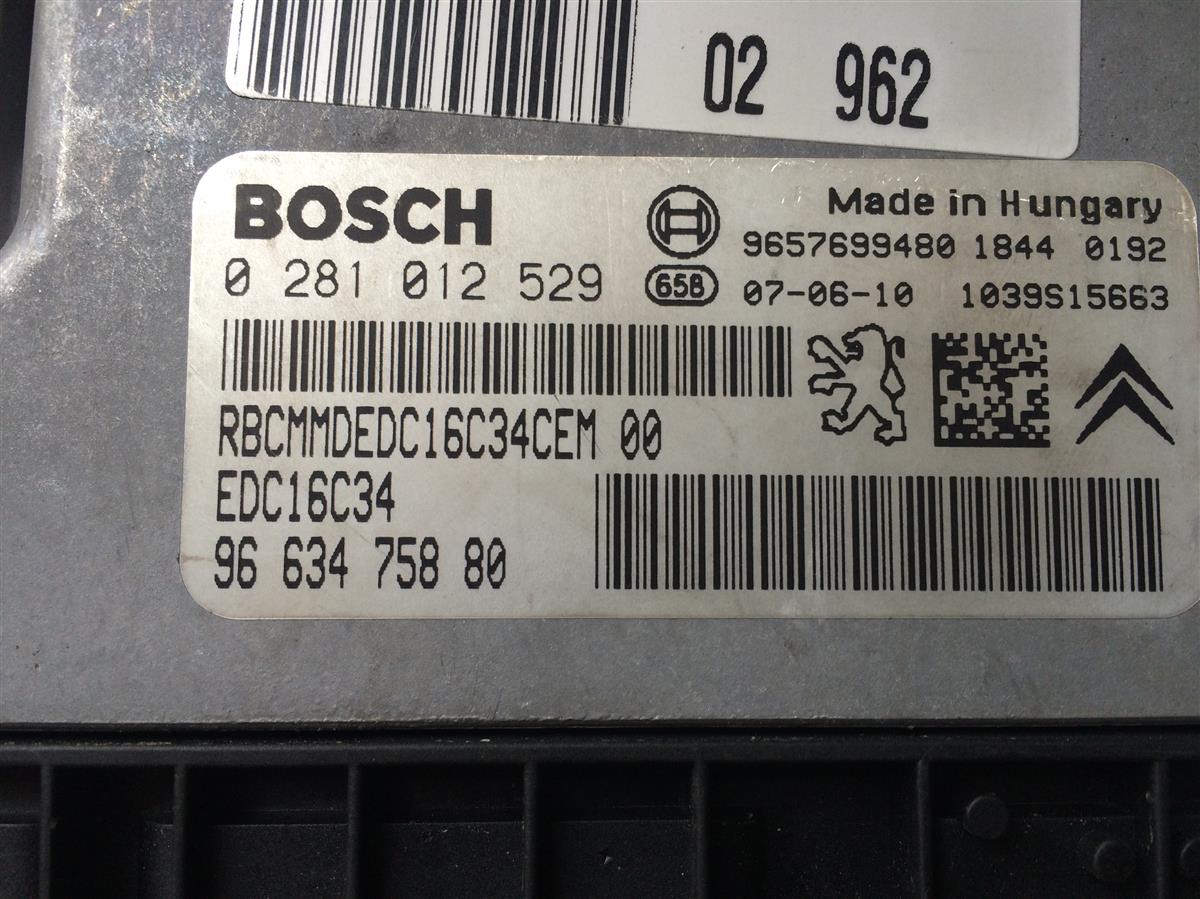 02 962
BOSCH
Made in Hungary
9657699480 1844 0192
0 281 012 529
65B
07-06-10 1039S15663
RBCMMDEDC16C34CEM 00
EDC16C34
96 634 758 80